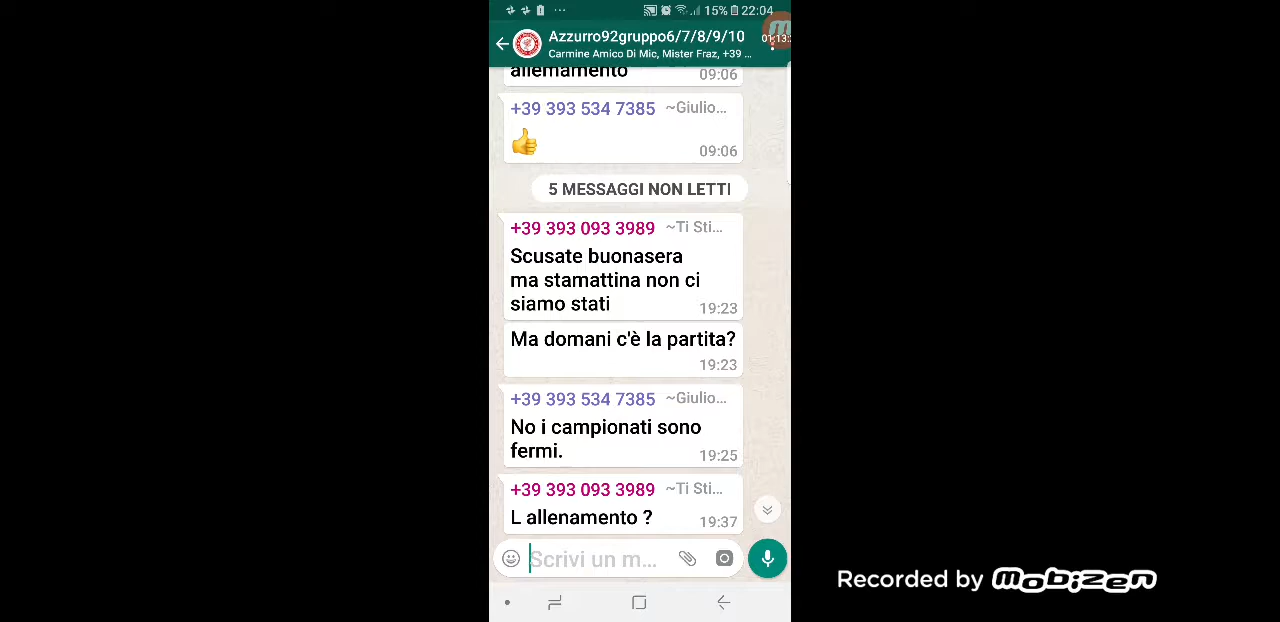 15% 22:04
Azzurro92gruppo6/7/8/9/10
01:13:
Carmine Amico Di Mic, Mister Fraz, +39 ...
allenamento
09:06
+39 393 534 7385 ~Giulio...
09:06
5 MESSAGGI NON LETTI
+39 393 093 3989 ~Ti Sti...
Scusate buonasera
ma stamattina non ci
siamo stati
19:23
Ma domani c'è la partita?
19:23
+39 393 534 7385 ~Giulio...
No i campionati sono
fermi.
19:25
+39 393 093 3989 ~Ti Sti...
L allenamento ?
19:37
Scrivi un m...
Recorded by mobizen